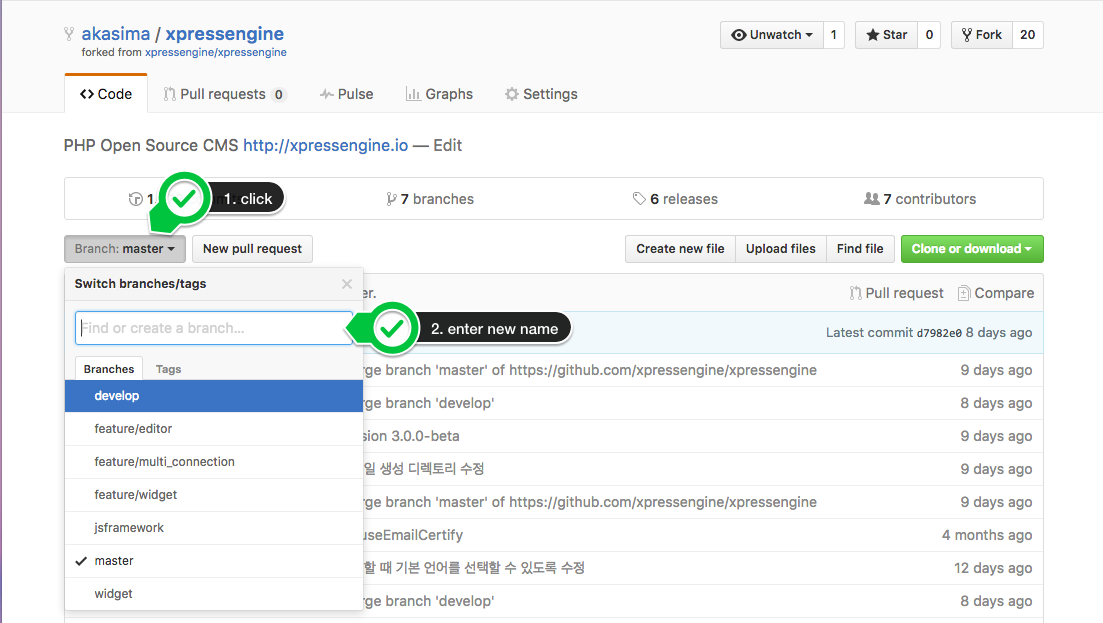 akasima / xpressengine
forked from xpressengine/xpressengine
Unwatch 1
Star 0
Fork 20
Code
Pull requests 0
Pulse
Graphs
Settings
PHP Open Source CMS http://xpressengine.io — Edit
1
1. click
7 branches
6 releases
7 contributors
Branch: master
New pull request
Create new file
Upload files
Find file
Clone or download
Switch branches/tags
er.
Pull request
Compare
Find or create a branch...
2. enter new name
Latest commit d7982e0 8 days ago
Branches
Tags
rge branch 'master' of https://github.com/xpressengine/xpressengine 9 days ago
develop
rge branch 'develop' 8 days ago
feature/editor
sion 3.0.0-beta 9 days ago
feature/multi_connection
일 생성 디렉토리 수정 9 days ago
feature/widget
rge branch 'master' of https://github.com/xpressengine/xpressengine 9 days ago
jsframework
useEmailCertify 4 months ago
master
할 때 기본 언어를 선택할 수 있도록 수정 12 days ago
widget
rge branch 'develop' 8 days ago